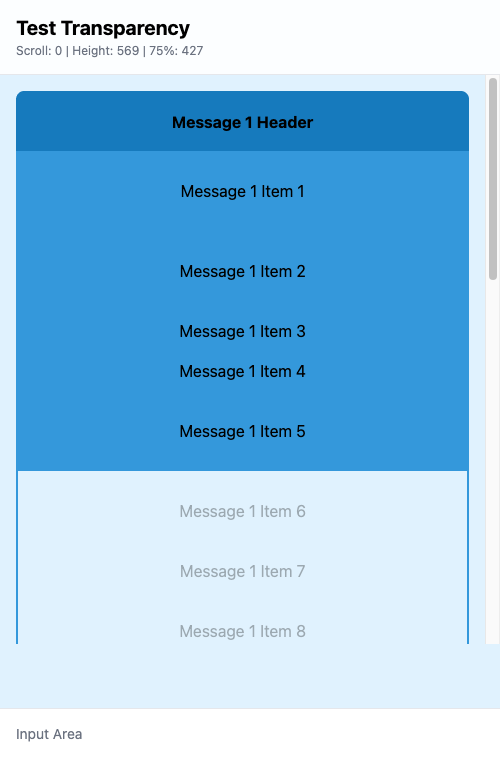 Test Transparency
Scroll: 0 | Height: 569 | 75%: 427
Message 1 Header
Message 1 Item 1
Message 1 Item 2
Message 1 Item 3
Message 1 Item 4
Message 1 Item 5
Message 1 Item 6
Message 1 Item 7
Message 1 Item 8
Input Area